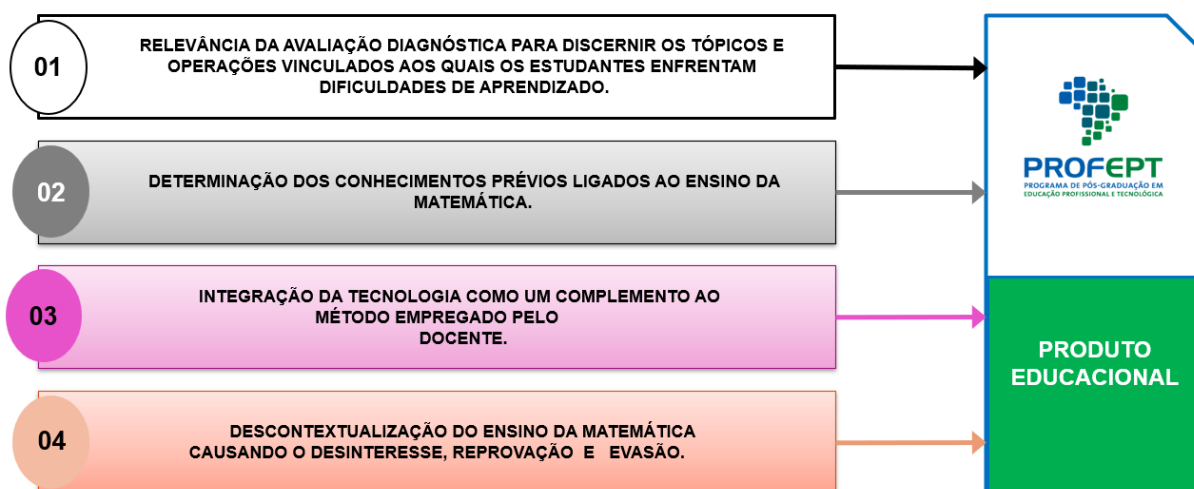 01
RELEVÂNCIA DA AVALIAÇÃO DIAGNÓSTICA PARA DISCERNIR OS TÓPICOS E
OPERAÇÕES VINCULADOS AOS QUAIS OS ESTUDANTES ENFRENTAM
DIFICULDADES DE APRENDIZADO.
02
DETERMINAÇÃO DOS CONHECIMENTOS PRÉVIOS LIGADOS AO ENSINO DA
MATEMÁTICA.
03
INTEGRAÇÃO DA TECNOLOGIA COMO UM COMPLEMENTO AO
MÉTODO EMPREGADO PELO
DOCENTE.
04
DESCONTEXTUALIZAÇÃO DO ENSINO DA MATEMÁTICA
CAUSANDO O DESINTERESSE, REPROVAÇÃO E EVASÃO.
PROFEPT
PROGRAMA DE PÓS-GRADUAÇÃO EM
EDUCAÇÃO PROFISSIONAL E TECNOLÓGICA
PRODUTO
EDUCACIONAL